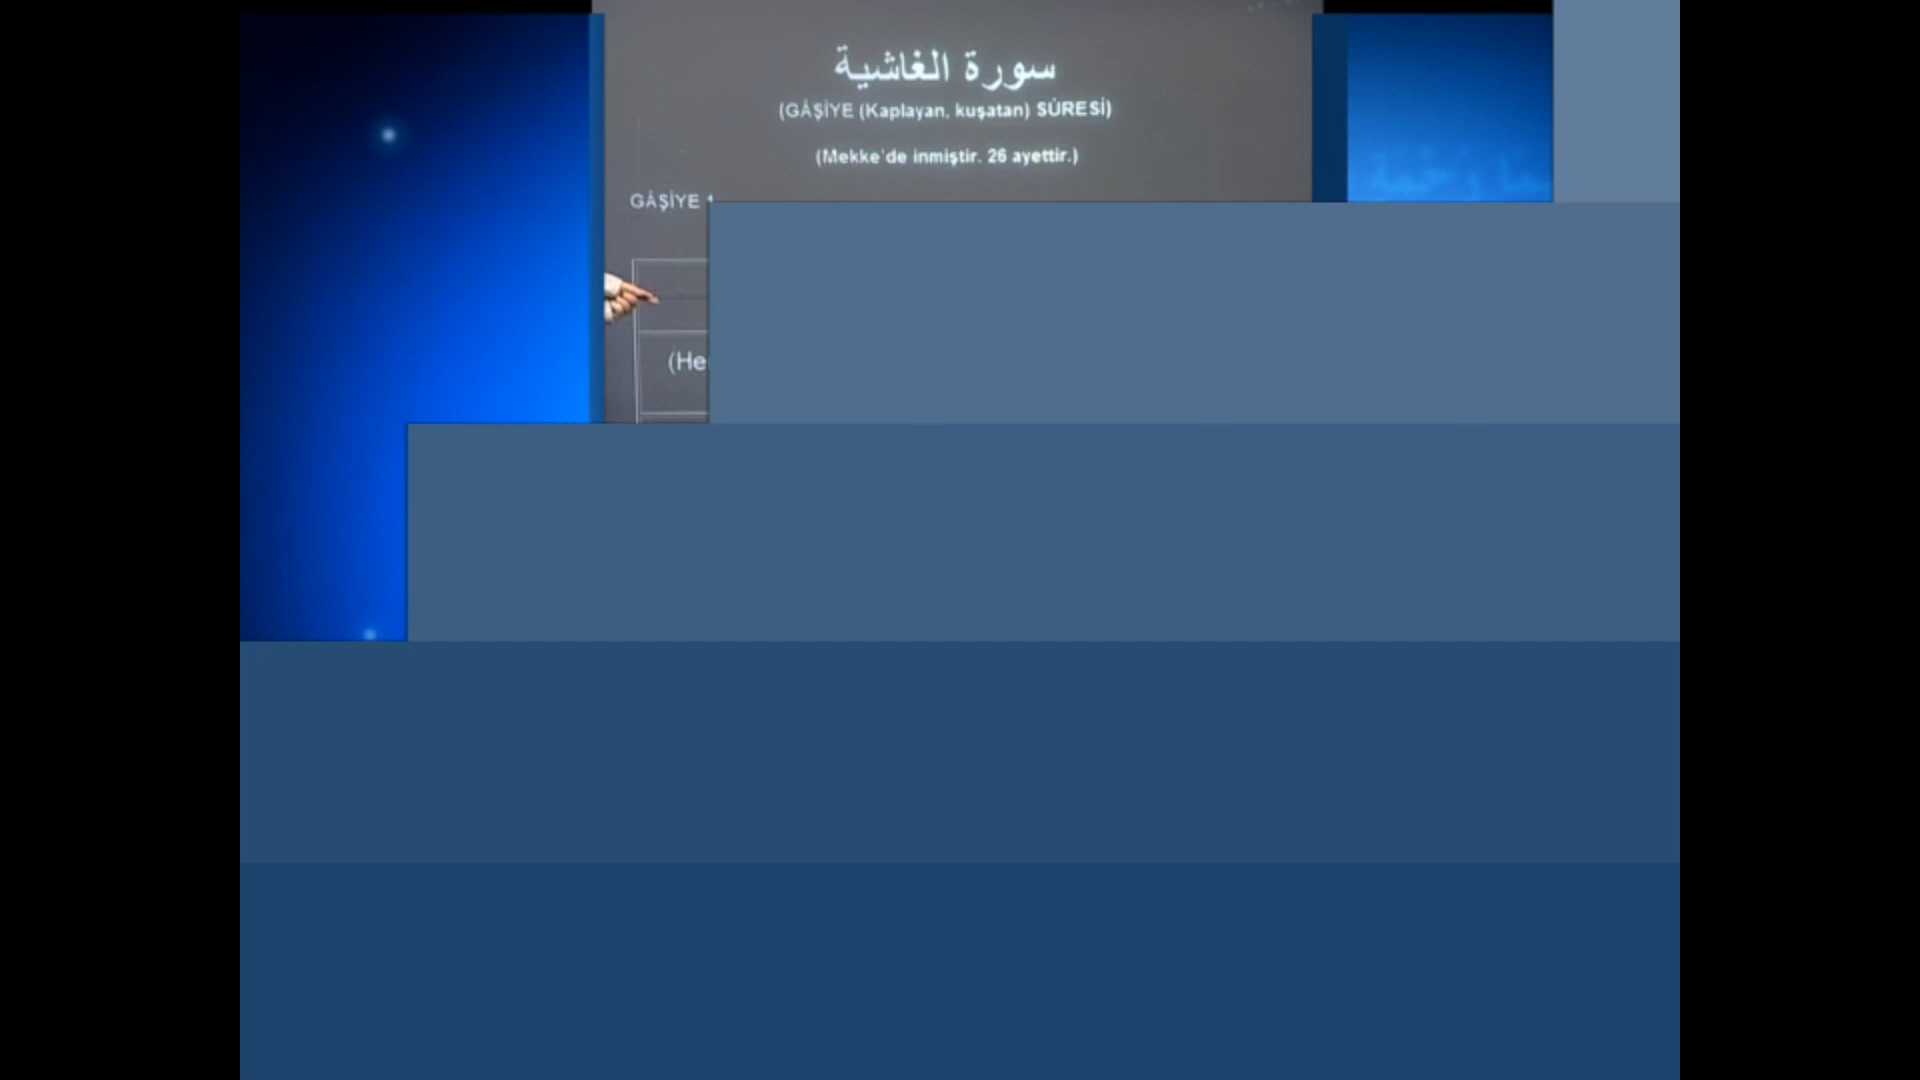 سورة الغاشية
(GÂŞİYE (Kaplayan, kuşatan) SÛRESİ)
(Mekke'de inmiştir. 26 ayettir.)
GÂŞİYE
(He